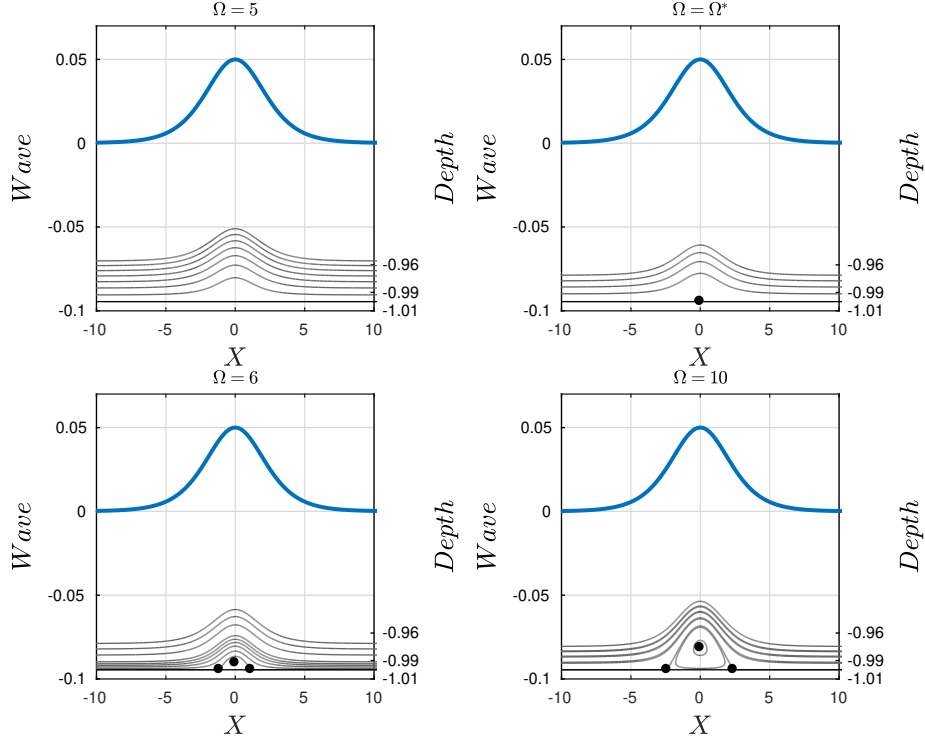 Ω = 5
0.05
0
-0.05
-0.1
Wave
Depth
-0.96
-0.99
-1.01
-10 -5 0 5 10
X
Ω = Ω*
0.05
0
-0.05
-0.1
Wave
Depth
-0.96
-0.99
-1.01
-10 -5 0 5 10
X
Ω = 6
0.05
0
-0.05
-0.1
Wave
Depth
-0.96
-0.99
-1.01
-10 -5 0 5 10
X
Ω = 10
0.05
0
-0.05
-0.1
Wave
Depth
-0.96
-0.99
-1.01
-10 -5 0 5 10
X